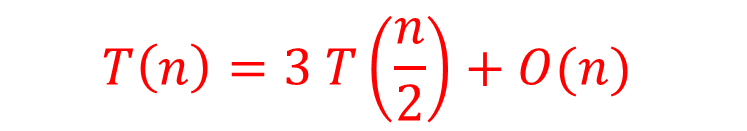 T(n) = 3 T(n/2) + O(n)